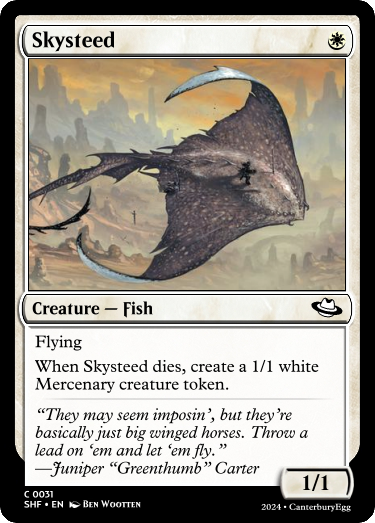 Skysteed
Creature — Fish
Flying
When Skysteed dies, create a 1/1 white
Mercenary creature token.
“They may seem imposin’, but they’re
basically just big winged horses. Throw a
lead on ‘em and let ‘em fly.”
—Juniper “Greenthumb” Carter
1/1
C 0031
SHF • EN Ben Wootten
2024 • CanterburyEgg